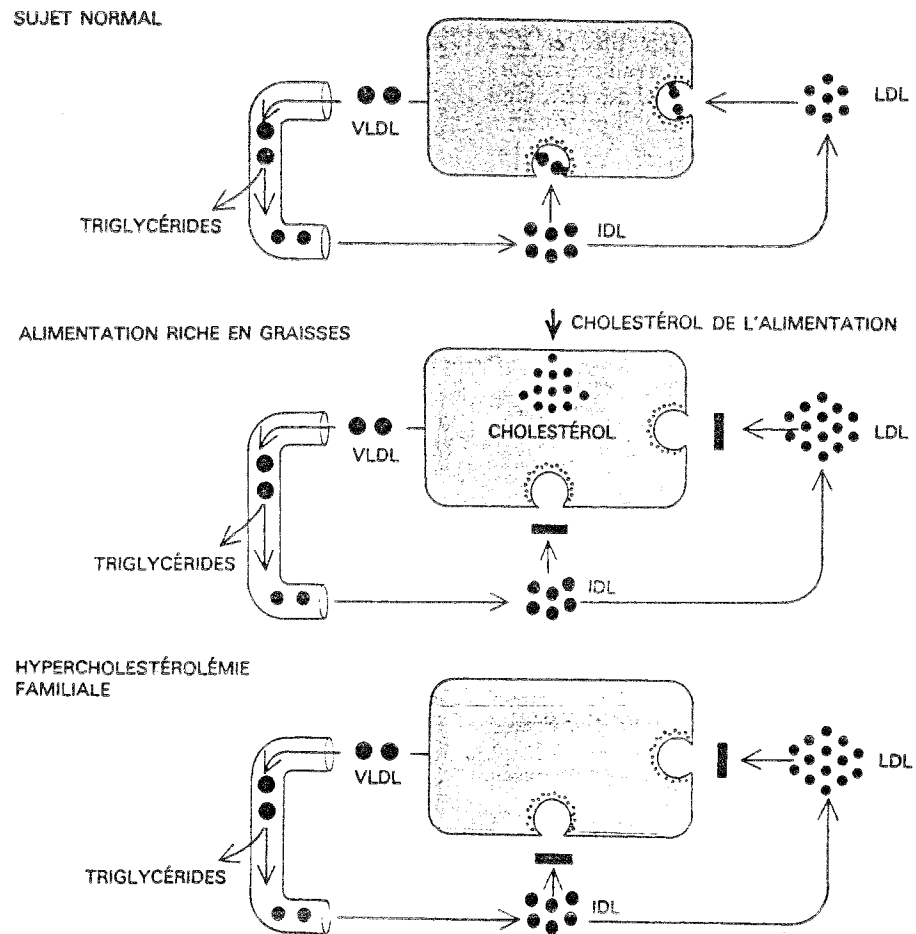 SUJET NORMAL
VLDL
LDL
TRIGLYCÉRIDES
IDL
ALIMENTATION RICHE EN GRAISSES
CHOLESTÉROL DE L'ALIMENTATION
CHOLESTÉROL
VLDL
LDL
TRIGLYCÉRIDES
IDL
HYPERCHOLESTÉROLÉMIE
FAMILIALE
VLDL
LDL
TRIGLYCÉRIDES
IDL